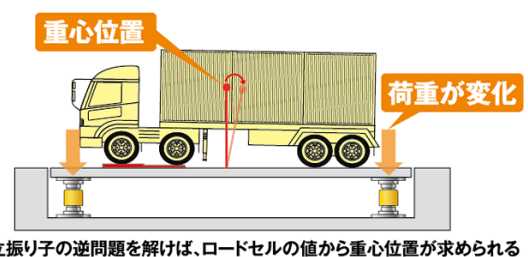 重心位置
荷重が変化
立振り子の逆問題を解けば、ロードセルの値から重心位置が求められる